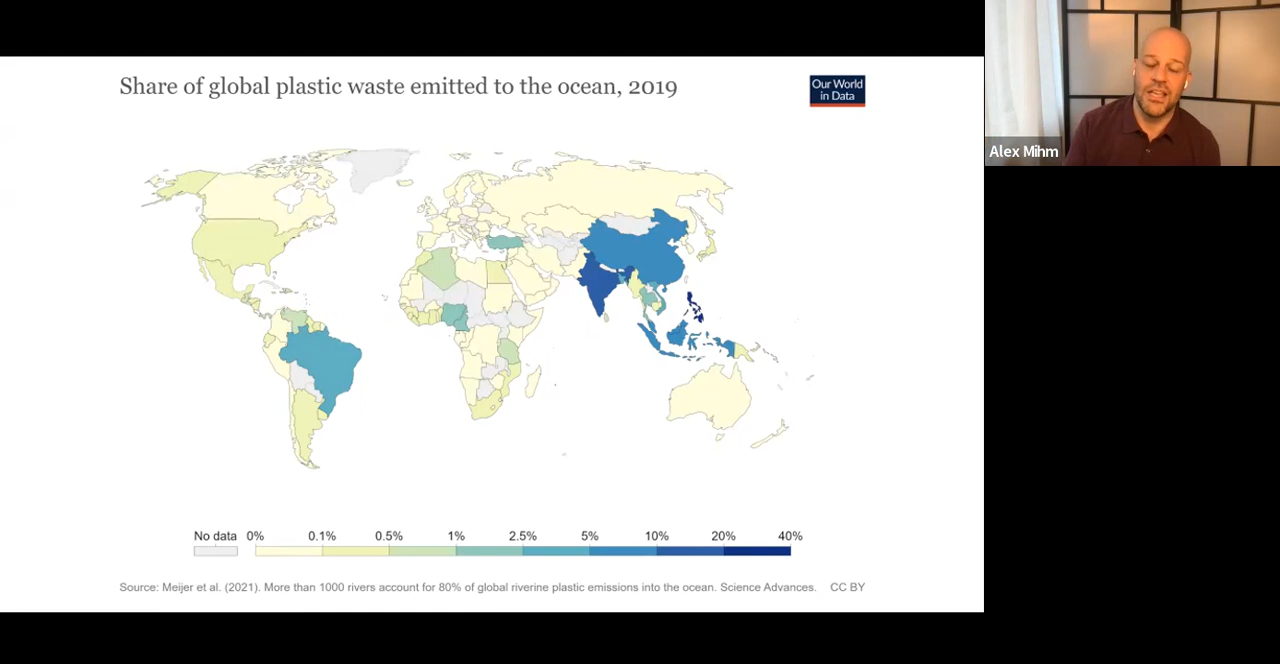 Share of global plastic waste emitted to the ocean, 2019
Our World
in Data
Alex Mihm
No data 0% 0.1% 0.5% 1% 2.5% 5% 10% 20% 40%
Source: Meijer et al. (2021). More than 1000 rivers account for 80% of global riverine plastic emissions into the ocean. Science Advances. CC BY